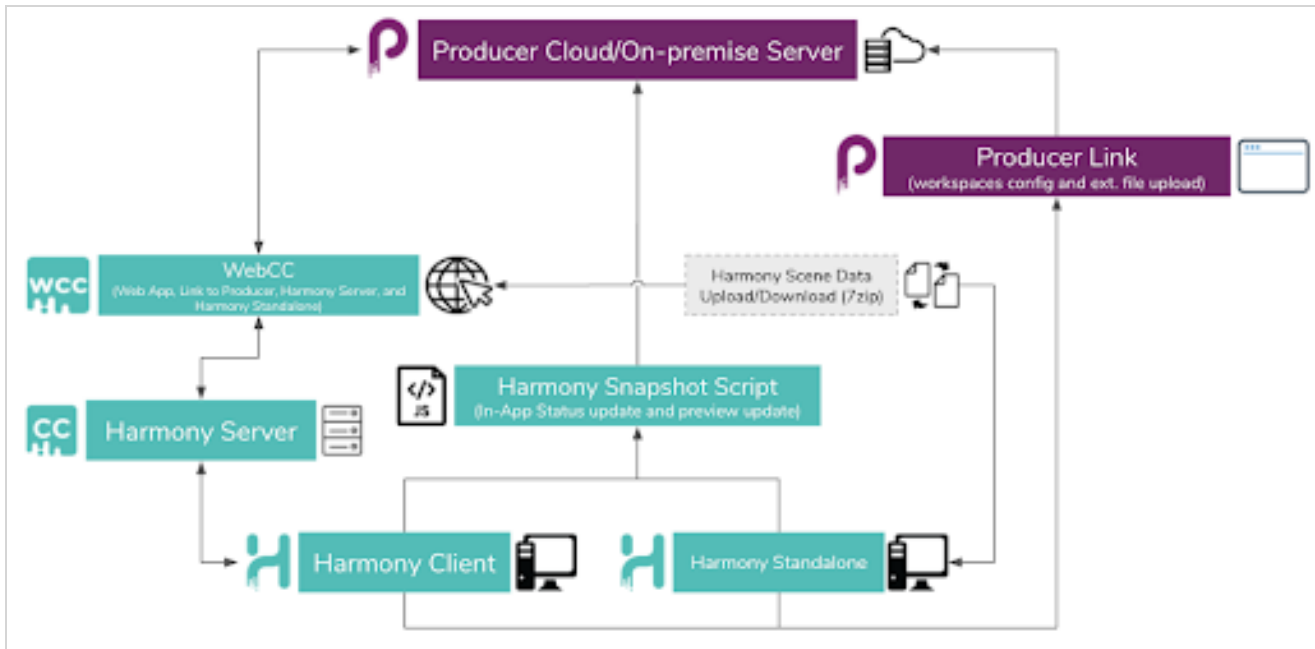 Producer Cloud/On-premise Server
Producer Link
(workspaces config and ext. file upload)
WCC
WebCC
(Web App, Link to Producer, Harmony Server, and
Harmony Standalone)
Harmony Scene Data
Upload/Download (7zip)
</>
JS
Harmony Snapshot Script
(In-App Status update and preview update)
CC
Harmony Server
Harmony Client
Harmony Standalone